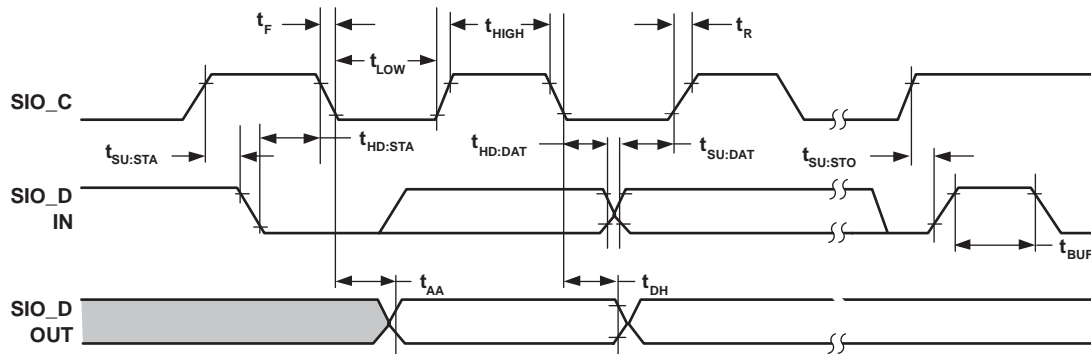 tF
tHIGH
tR
tLOW
SIO_C
tSU:STA
tHD:STA
tHD:DAT
tSU:DAT
tSU:STO
SIO_D
IN
tBUF
tAA
tDH
SIO_D
OUT